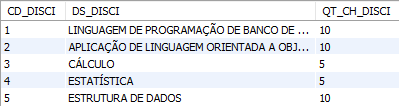 CD_DISCI DS_DISCI QT_CH_DISCI
1 LINGUAGEM DE PROGRAMAÇÃO DE BANCO DE ... 10
2 APLICAÇÃO DE LINGUAGEM ORIENTADA A OBJ... 10
3 CÁLCULO 5
4 ESTATÍSTICA 5
5 ESTRUTURA DE DADOS 10